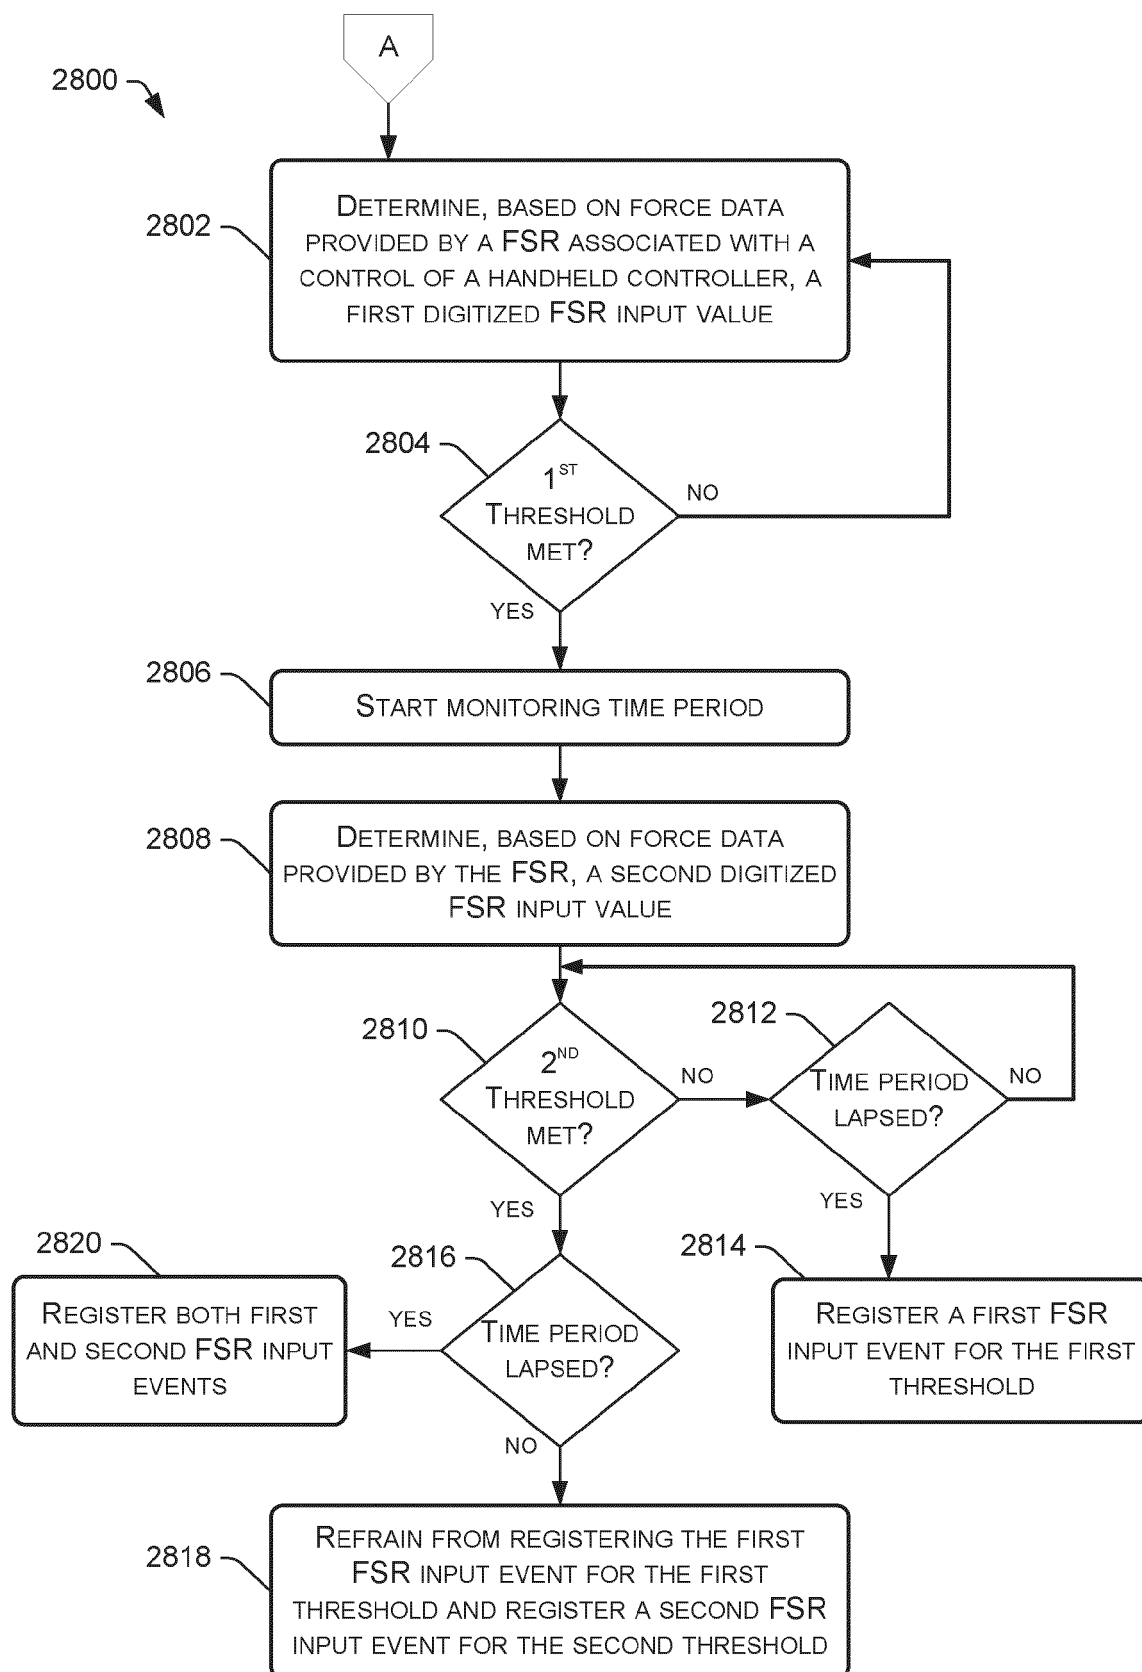 A
2800
2802
DETERMINE, BASED ON FORCE DATA
PROVIDED BY A FSR ASSOCIATED WITH A
CONTROL OF A HANDHELD CONTROLLER, A
FIRST DIGITIZED FSR INPUT VALUE
2804
1ST
THRESHOLD
MET?
NO
YES
2806
START MONITORING TIME PERIOD
2808
DETERMINE, BASED ON FORCE DATA
PROVIDED BY THE FSR, A SECOND DIGITIZED
FSR INPUT VALUE
2810
2ND
THRESHOLD
MET?
NO
2812
TIME PERIOD
LAPSED?
NO
YES
YES
2814
REGISTER A FIRST FSR
INPUT EVENT FOR THE FIRST
THRESHOLD
2816
TIME PERIOD
LAPSED?
YES
2820
REGISTER BOTH FIRST
AND SECOND FSR INPUT
EVENTS
NO
2818
REFRAIN FROM REGISTERING THE FIRST
FSR INPUT EVENT FOR THE FIRST
THRESHOLD AND REGISTER A SECOND FSR
INPUT EVENT FOR THE SECOND THRESHOLD